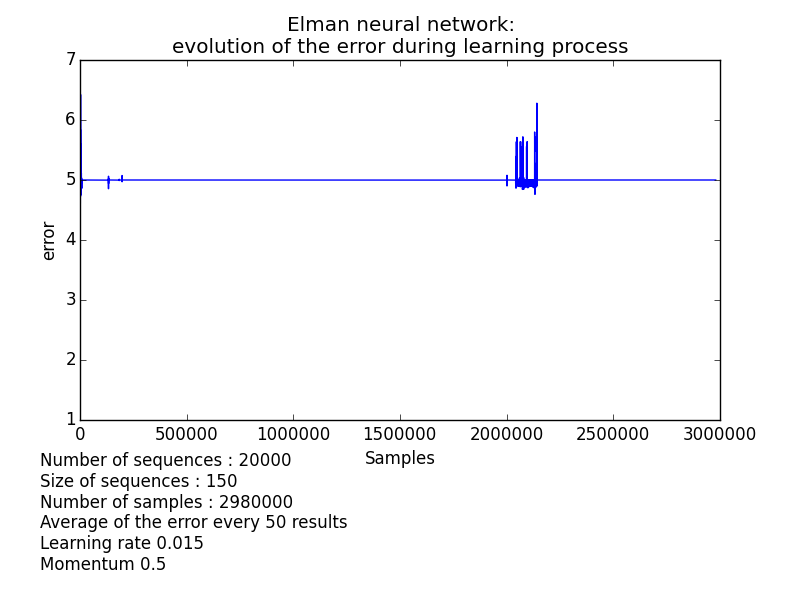 Elman neural network:
evolution of the error during learning process
7
6
5
4
3
2
1
error
0 500000 1000000 1500000 2000000 2500000 3000000
Samples
Number of sequences : 20000
Size of sequences : 150
Number of samples : 2980000
Average of the error every 50 results
Learning rate 0.015
Momentum 0.5